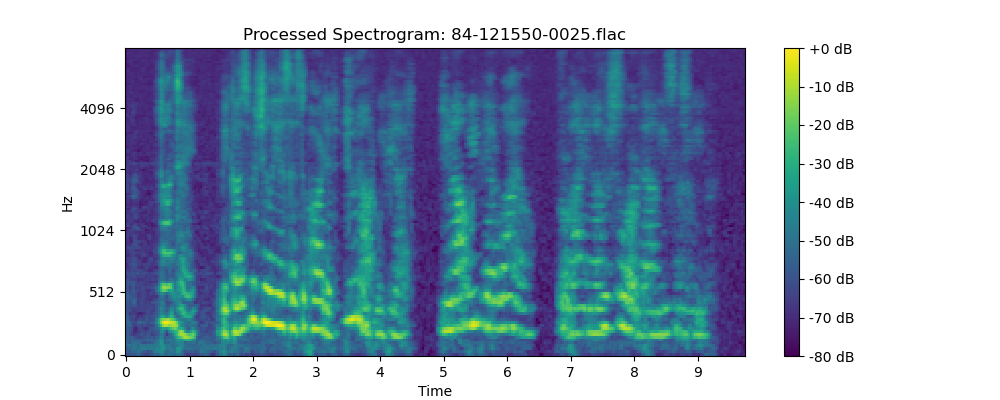 Processed Spectrogram: 84-121550-0025.flac
Hz
4096
2048
1024
512
0
0 1 2 3 4 5 6 7 8 9
Time
+0 dB
-10 dB
-20 dB
-30 dB
-40 dB
-50 dB
-60 dB
-70 dB
-80 dB